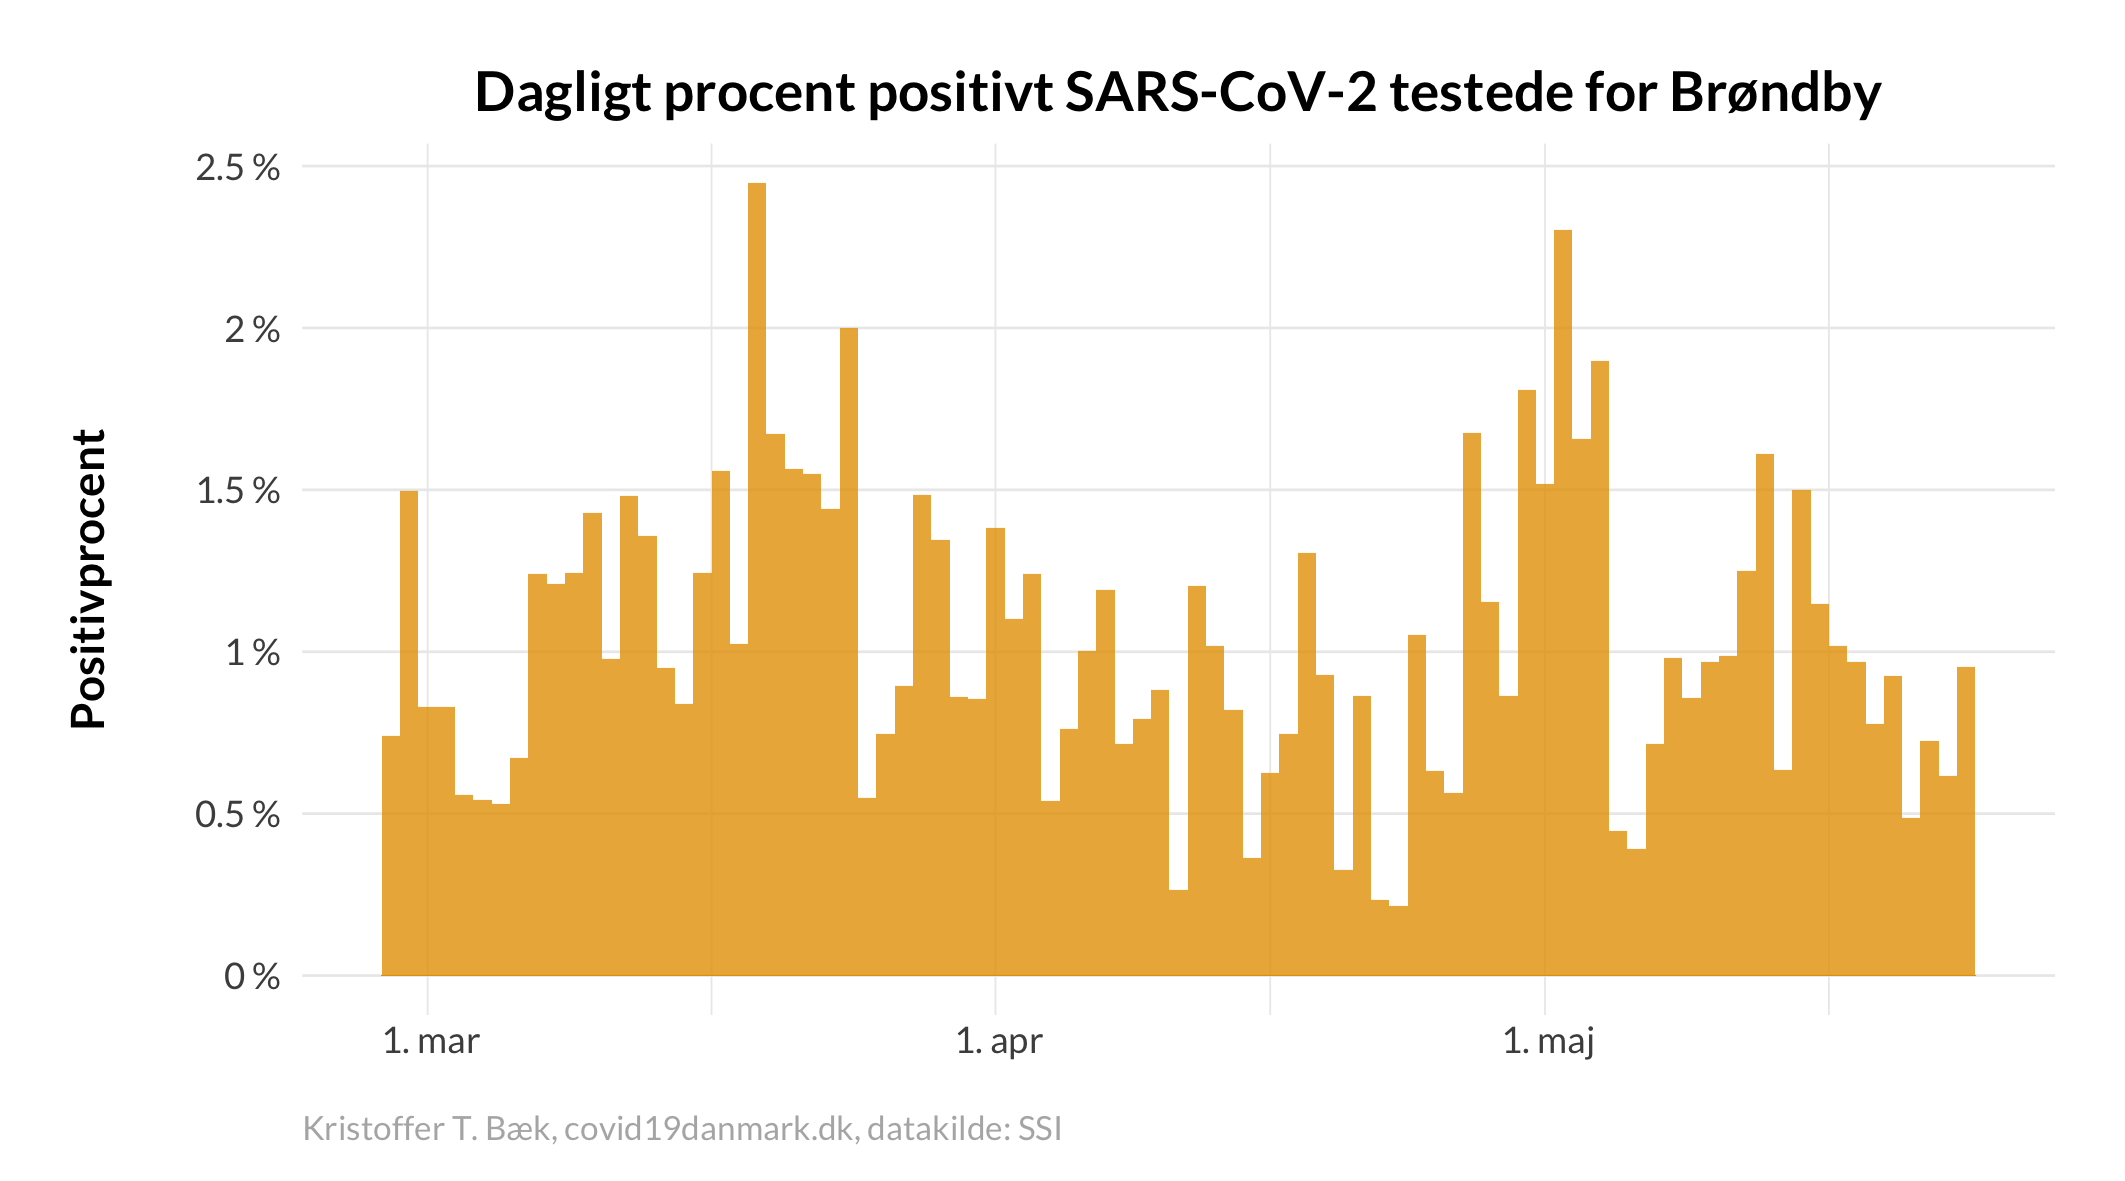 Dagligt procent positivt SARS-CoV-2 testede for Brøndby
Positivprocent
2.5 %
2 %
1.5 %
1 %
0.5 %
0 %
1. mar
1. apr
1. maj
Kristoffer T. Bæk, covid19danmark.dk, datakilde: SSI